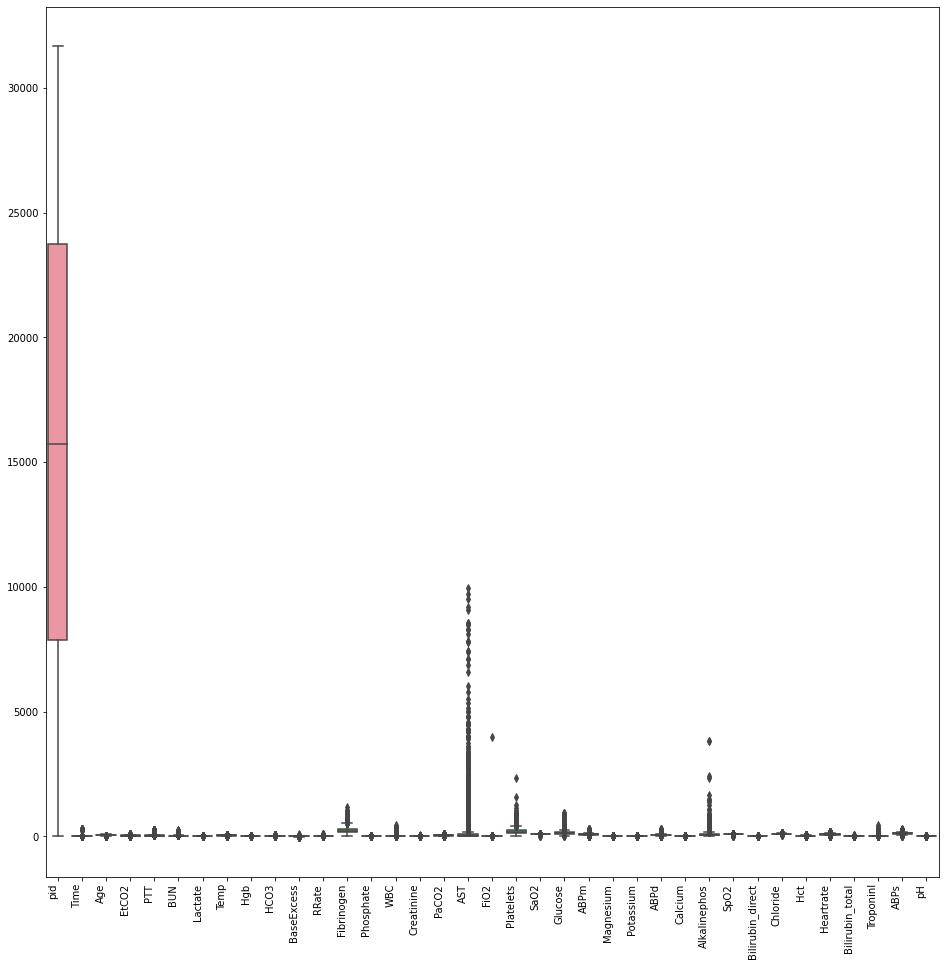 30000
25000
20000
15000
10000
5000
0
pid
Time
Age
EtCO2
PTT
BUN
Lactate
Temp
Hgb
HCO3
BaseExcess
RRate
Fibrinogen
Phosphate
WBC
Creatinine
PaCO2
AST
FiO2
Platelets
SaO2
Glucose
ABPm
Magnesium
Potassium
ABPd
Calcium
Alkalinephos
SpO2
Bilirubin_direct
Chloride
Hct
Heartrate
Bilirubin_total
TroponinI
ABPs
pH